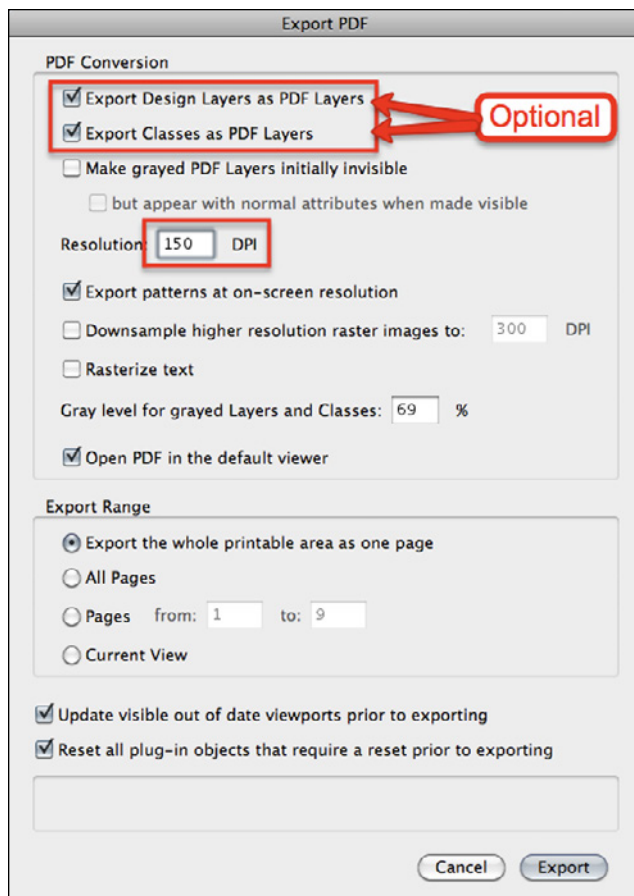 Export PDF
PDF Conversion
Export Design Layers as PDF Layers
Optional
Export Classes as PDF Layers
Make grayed PDF Layers initially invisible
but appear with normal attributes when made visible
Resolution: 150 DPI
Export patterns at on-screen resolution
Downsample higher resolution raster images to: 300 DPI
Rasterize text
Gray level for grayed Layers and Classes: 69 %
Open PDF in the default viewer
Export Range
Export the whole printable area as one page
All Pages
Pages from: 1 to: 9
Current View
Update visible out of date viewports prior to exporting
Reset all plug-in objects that require a reset prior to exporting
Cancel Export